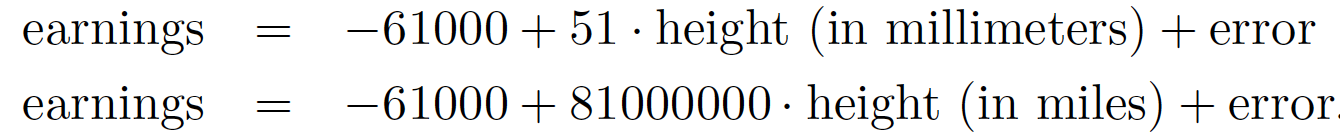 earnings = −61000 + 51 · height (in millimeters) + error
earnings = −61000 + 81000000 · height (in miles) + error.